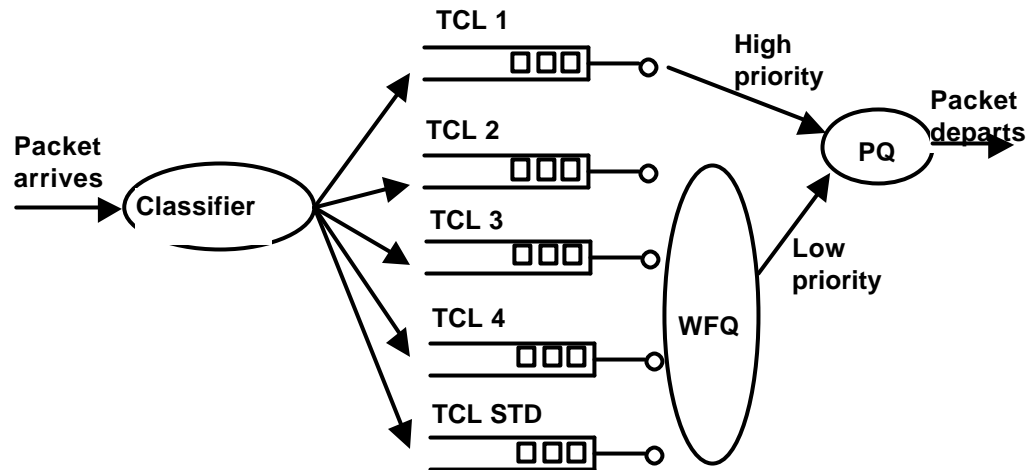 TCL 1
High
priority
Packet
departs
TCL 2
PQ
Packet
arrives
Classifier
TCL 3
Low
priority
TCL 4
WFQ
TCL STD